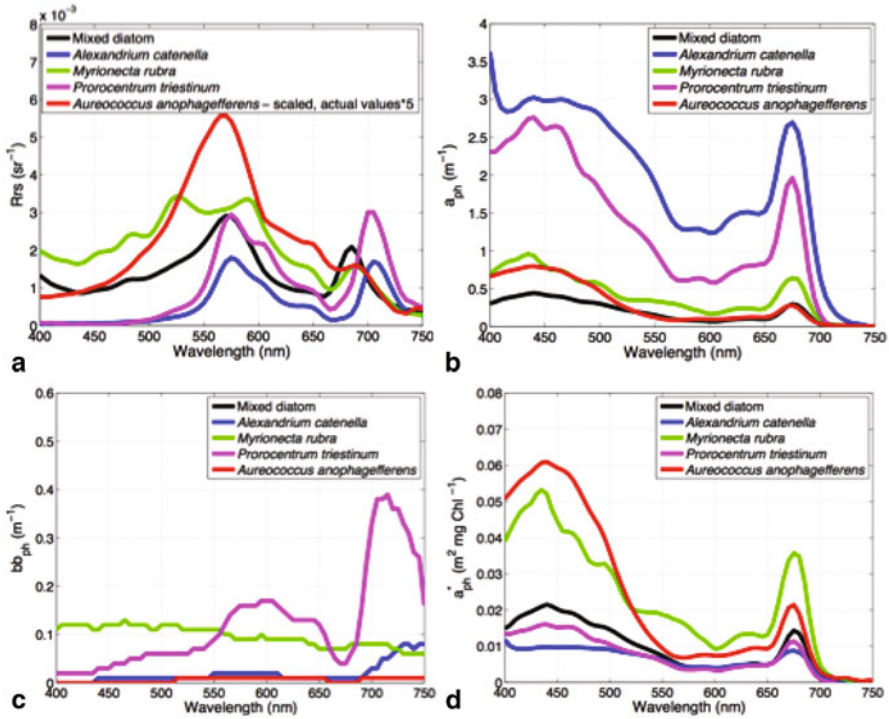 8 x 10⁻³
Mixed diatom
Alexandrium catenella
Myrionecta rubra
Prorocentrum triestinum
Aureococcus anophagefferens – scaled, actual values*5
Rrs (sr⁻¹)
7
6
5
4
3
2
1
0
400 450 500 550 600 650 700 750
Wavelength (nm)
a
4
3.5
3
2.5
2
1.5
1
0.5
0
aph (m⁻¹)
Mixed diatom
Alexandrium catenella
Myrionecta rubra
Prorocentrum triestinum
Aureococcus anophagefferens
400 450 500 550 600 650 700 750
Wavelength (nm)
b
0.6
0.5
0.4
0.3
0.2
0.1
0
bbph (m⁻¹)
Mixed diatom
Alexandrium catenella
Myrionecta rubra
Prorocentrum triestinum
Aureococcus anophagefferens
400 450 500 550 600 650 700 750
Wavelength (nm)
c
0.08
0.07
0.06
0.05
0.04
0.03
0.02
0.01
0
a*ph (m² mg Chl⁻¹)
Mixed diatom
Alexandrium catenella
Myrionecta rubra
Prorocentrum triestinum
Aureococcus anophagefferens
400 450 500 550 600 650 700 750
Wavelength (nm)
d